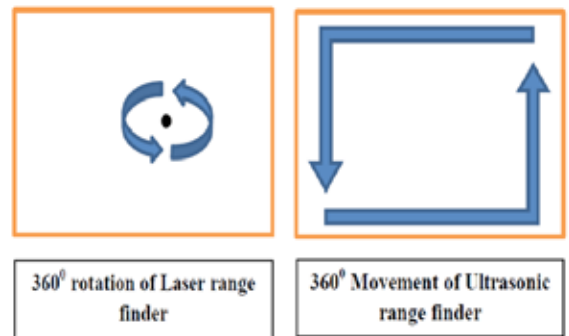 360⁰ rotation of Laser range
finder
360⁰ Movement of Ultrasonic
range finder